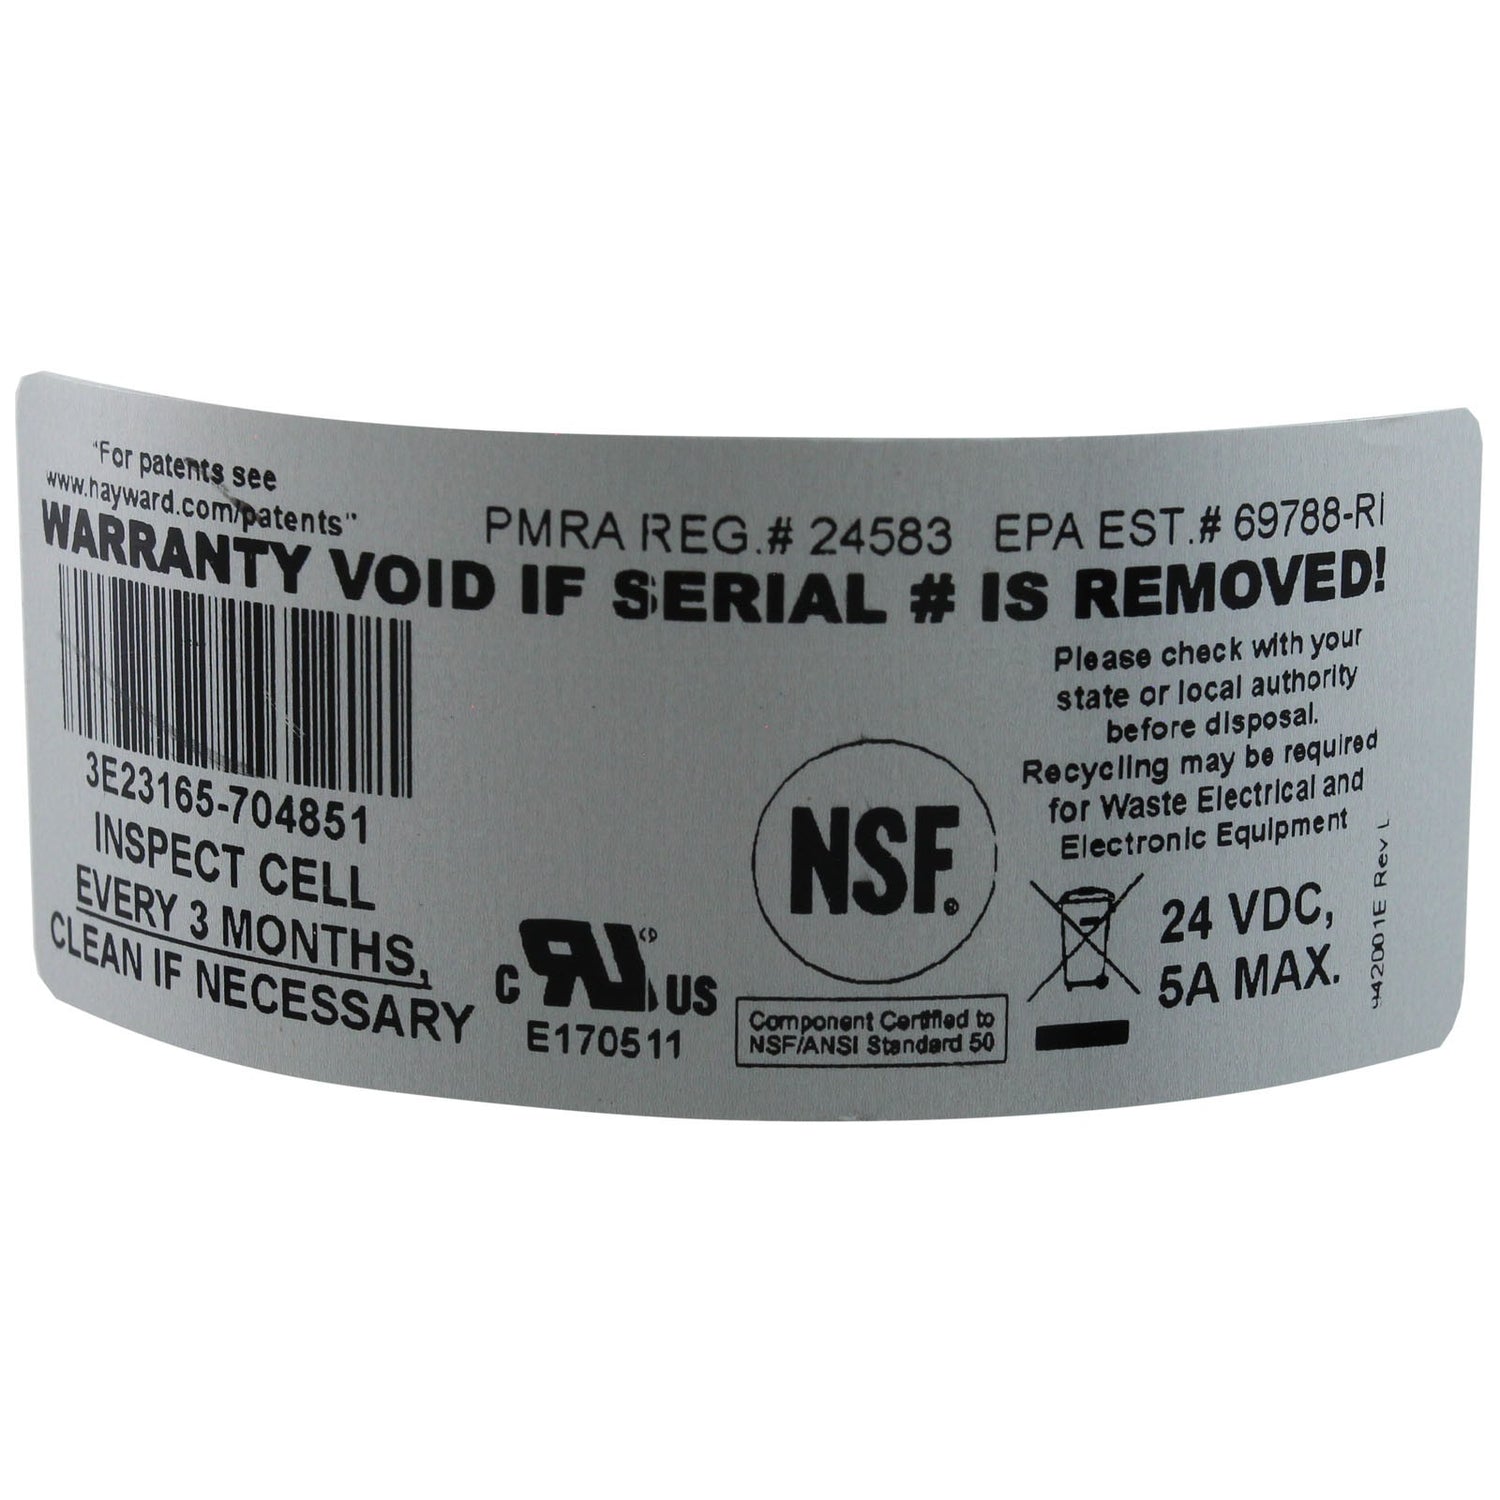 "For patents see
www.hayward.com/patents"
PMRA REG.# 24583 EPA EST.# 69788-RI
WARRANTY VOID IF SERIAL # IS REMOVED!
3E23165-704851
INSPECT CELL
EVERY 3 MONTHS,
CLEAN IF NECESSARY
C RU ® US
E170511
NSF®
Component Certified to
NSF/ANSI Standard 50
Please check with your
state or local authority
before disposal.
Recycling may be required
for Waste Electrical and
Electronic Equipment
24 VDC,
5A MAX.
942001E Rev L